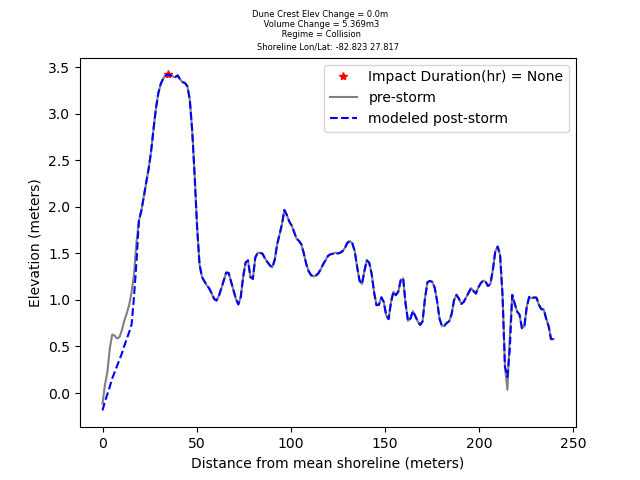 Dune Crest Elev Change = 0.0m
Volume Change = 5.369m3
Regime = Collision
Shoreline Lon/Lat: -82.823 27.817
Impact Duration(hr) = None
pre-storm
modeled post-storm
Elevation (meters)
3.5
3.0
2.5
2.0
1.5
1.0
0.5
0.0
0 50 100 150 200 250
Distance from mean shoreline (meters)